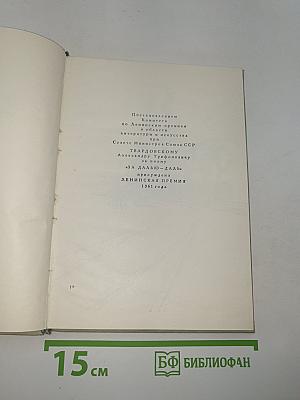 Постановлением
Комитета
по Ленинским премиям
в области
литературы и искусства
при
Совете Министров Союза ССР
ТВАРДОВСКОМУ
Александру Трифоновичу
за поэму
«ЗА ДАЛЬЮ—ДАЛЬ»
присуждена
ЛЕНИНСКАЯ ПРЕМИЯ
1961 года
1*
15 см
БФ БИБЛИОФАН